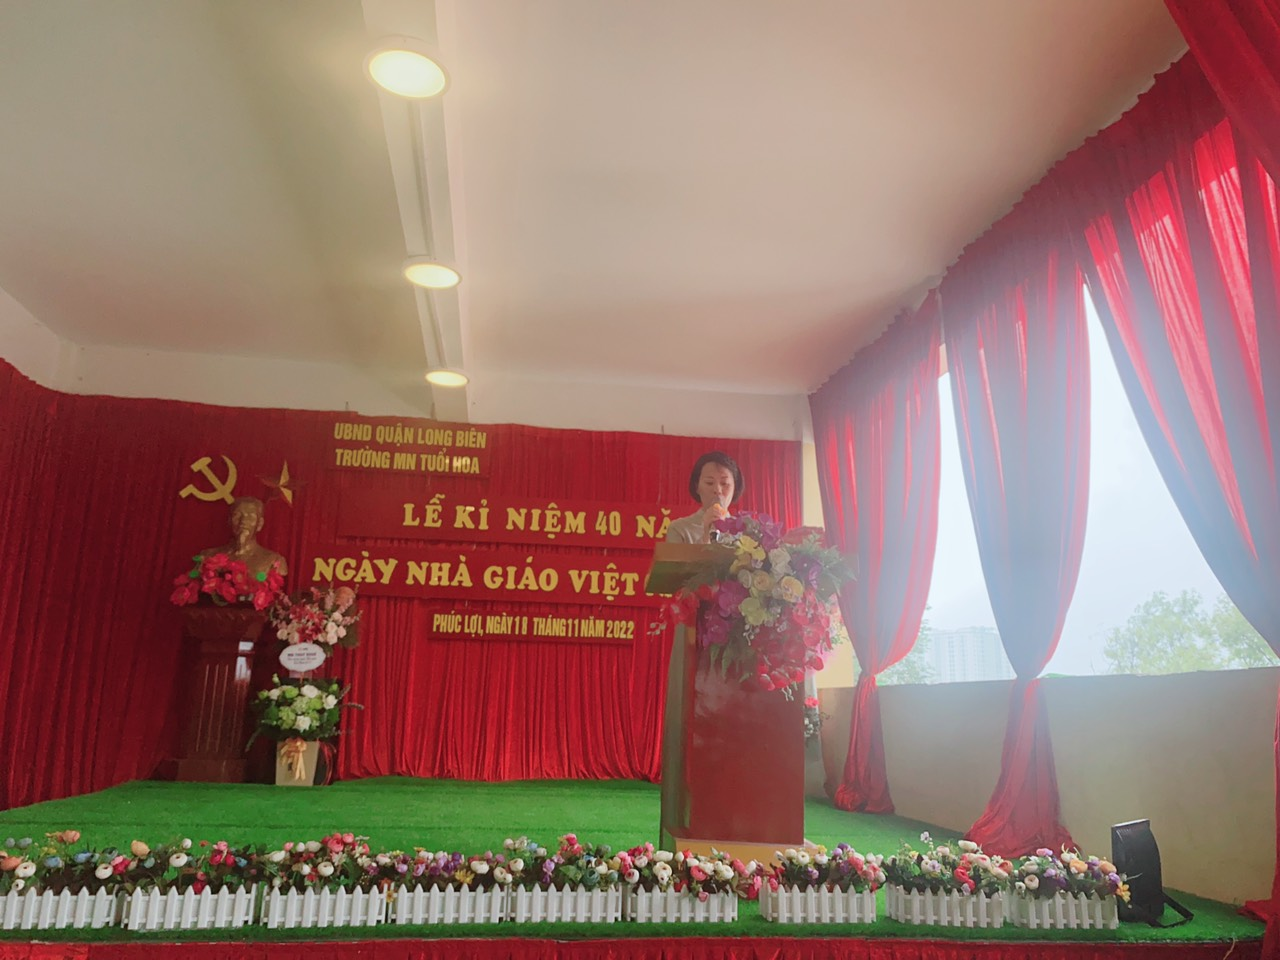 UBND QUẬN LONG BIÊN
TRƯỜNG MN TUỔI HOA
LỄ KỈ NIỆM 40 NĂ
NGÀY NHÀ GIÁO VIỆT
PHÚC LỢI, NGÀY 18 THÁNG 11 NĂM 2022